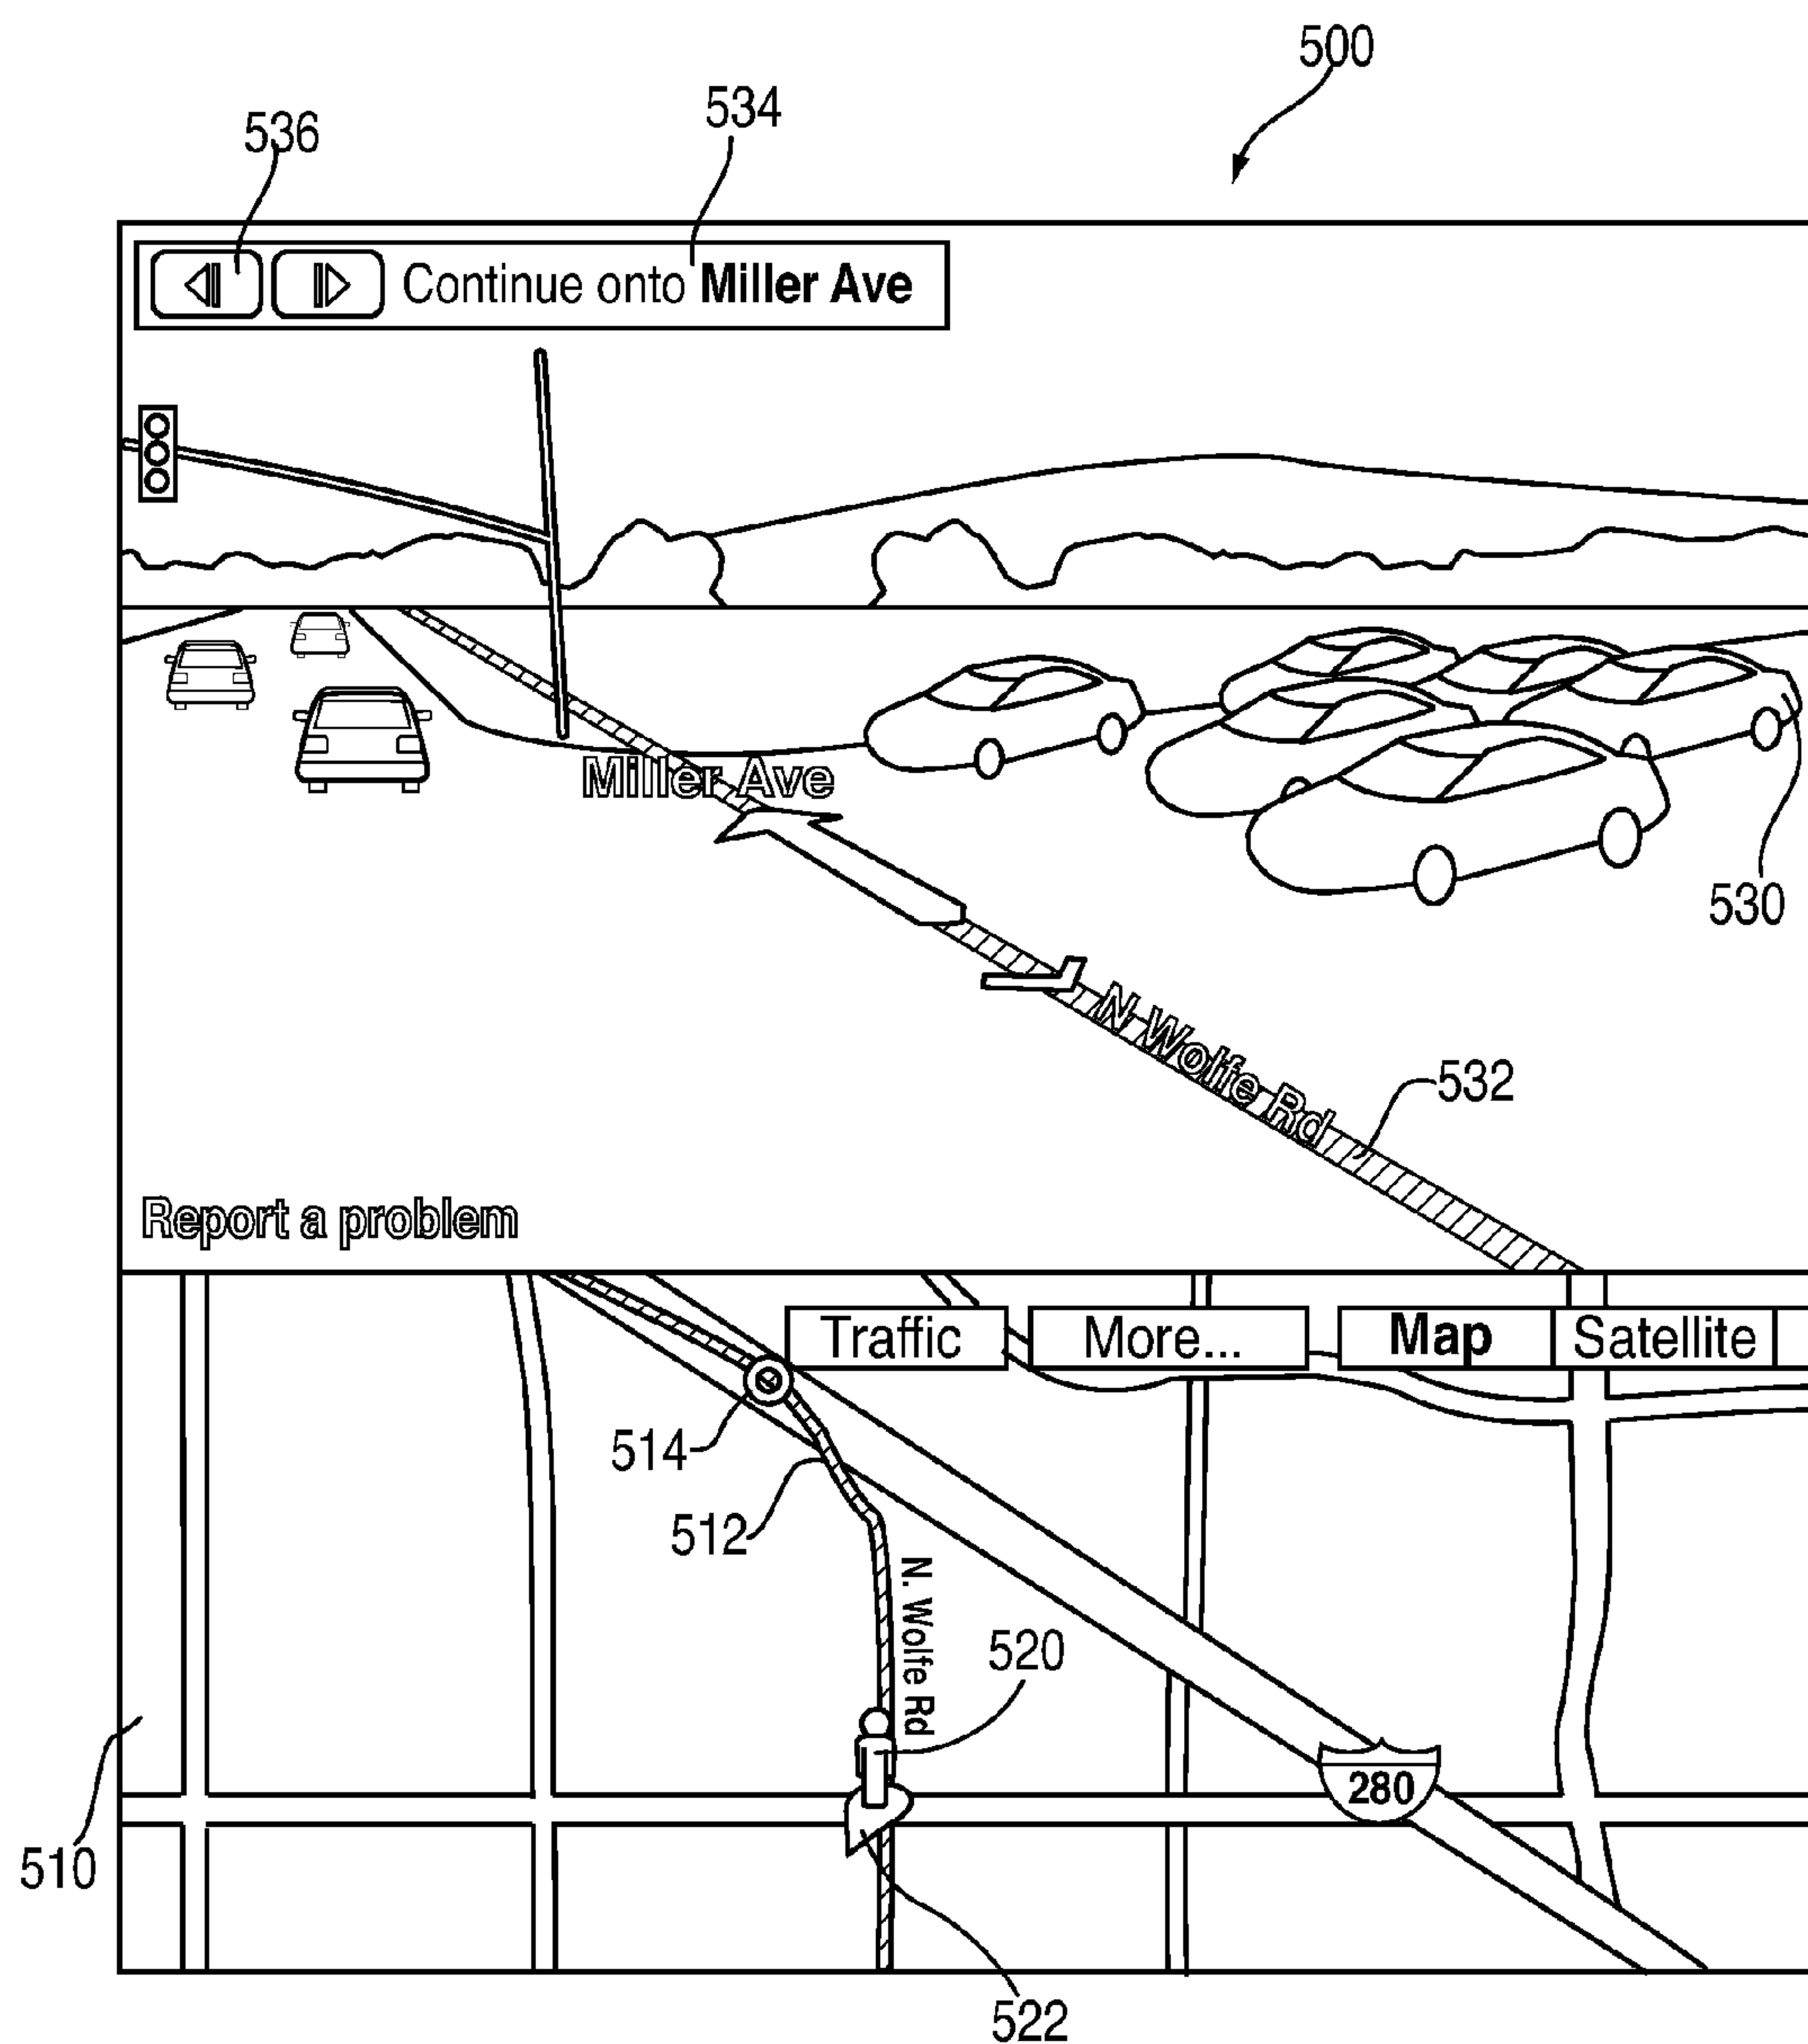 500
534
536
Continue onto Miller Ave
Miller Ave
530
N Wolfe Rd
532
Report a problem
Traffic More... Map Satellite
514
512
N. Wolfe Rd
520
280
510
522